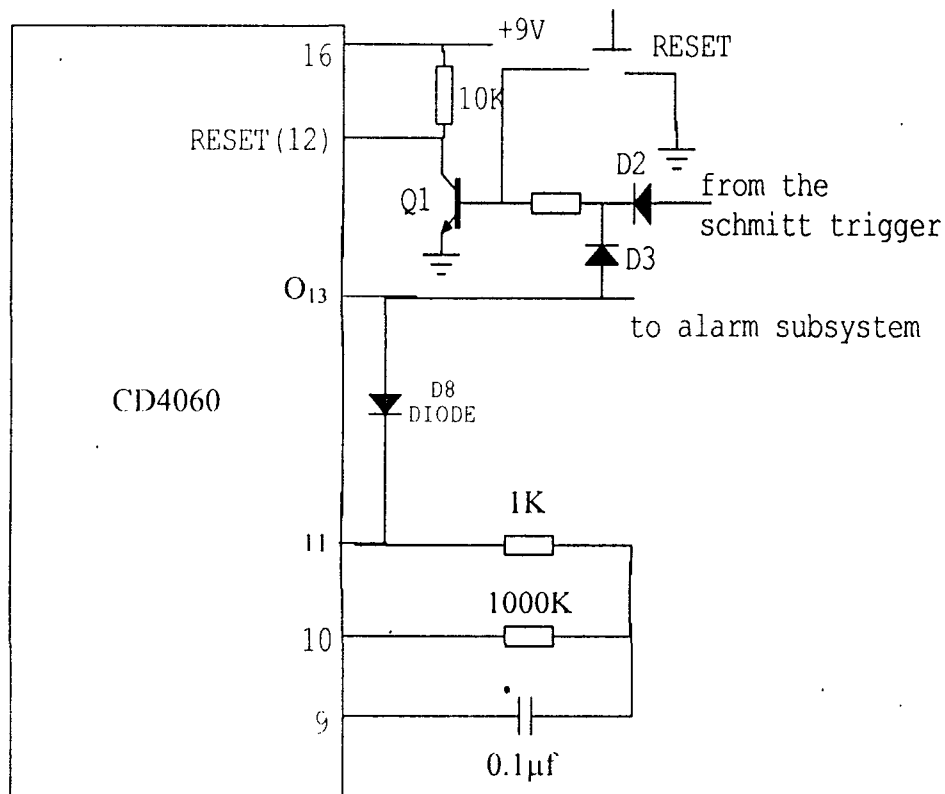 +9V
16
RESET
10K
RESET(12)
D2
from the
schmitt trigger
Q1
D3
O13
to alarm subsystem
CD4060
D8
DIODE
1K
11
1000K
10
9
0.1µf